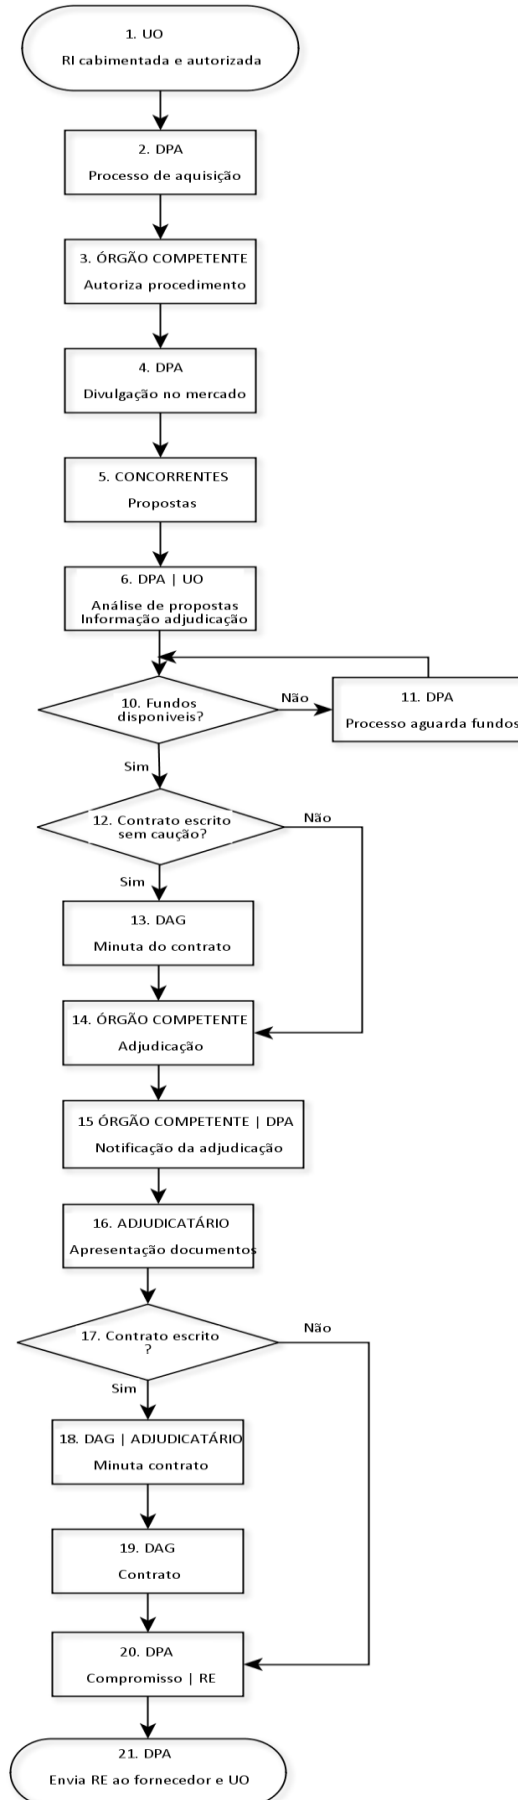 1. UO
RI cabimentada e autorizada
2. DPA
Processo de aquisição
3. ÓRGÃO COMPETENTE
Autoriza procedimento
4. DPA
Divulgação no mercado
5. CONCORRENTES
Propostas
6. DPA | UO
Análise de propostas
Informação adjudicação
10. Fundos
disponiveis?
Não
11. DPA
Processo aguarda fundos
Sim
12. Contrato escrito
sem caução?
Não
Sim
13. DAG
Minuta do contrato
14. ÓRGÃO COMPETENTE
Adjudicação
15 ÓRGÃO COMPETENTE | DPA
Notificação da adjudicação
16. ADJUDICATÁRIO
Apresentação documentos
17. Contrato escrito
?
Não
Sim
18. DAG | ADJUDICATÁRIO
Minuta contrato
19. DAG
Contrato
20. DPA
Compromisso | RE
21. DPA
Envia RE ao fornecedor e UO